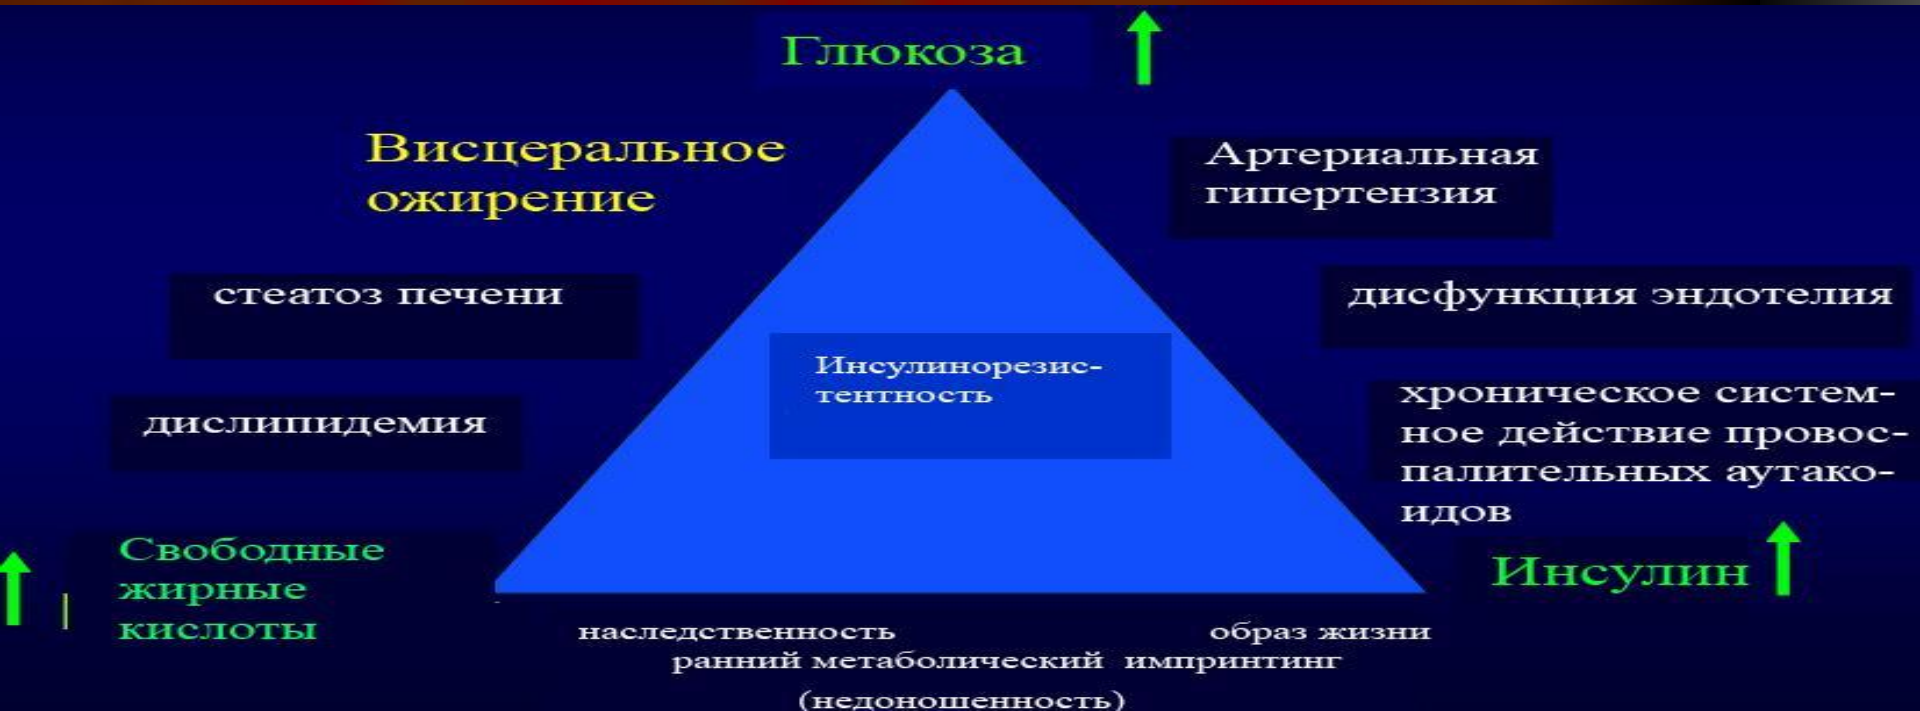 Глюкоза
Висцеральное
ожирение
Артериальная
гипертензия
стеатоз печени
дисфункция эндотелия
Инсулинорезис-
тентность
дислипидемия
хроническое систем-
ное действие провос-
палительных аутако-
идов
Свободные
жирные
кислоты
Инсулин
наследственность образ жизни
ранний метаболический импринтинг
(недоношенность)